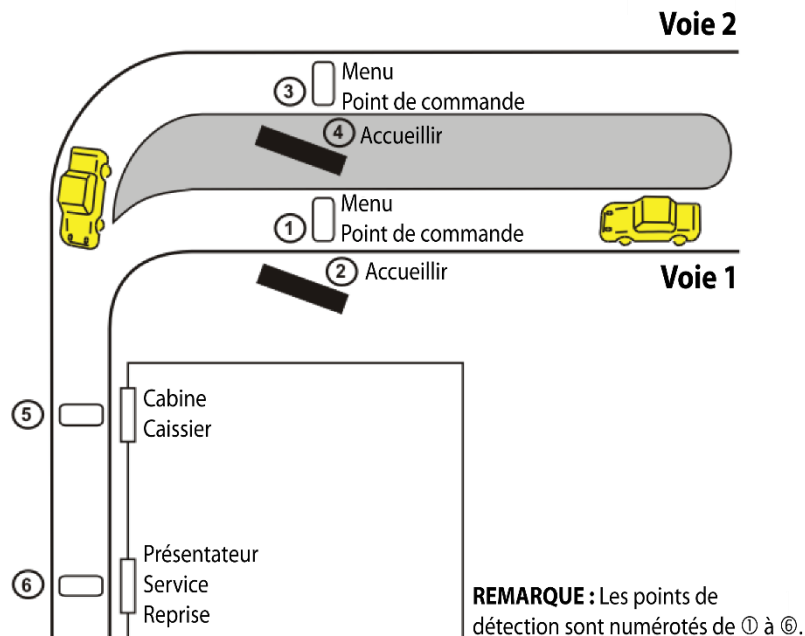 Voie 2
③ Menu
Point de commande
④ Accueillir
① Menu
Point de commande
② Accueillir
Voie 1
⑤ Cabine
Caissier
⑥ Présentateur
Service
Reprise
REMARQUE : Les points de
détection sont numérotés de ① à ⑥.